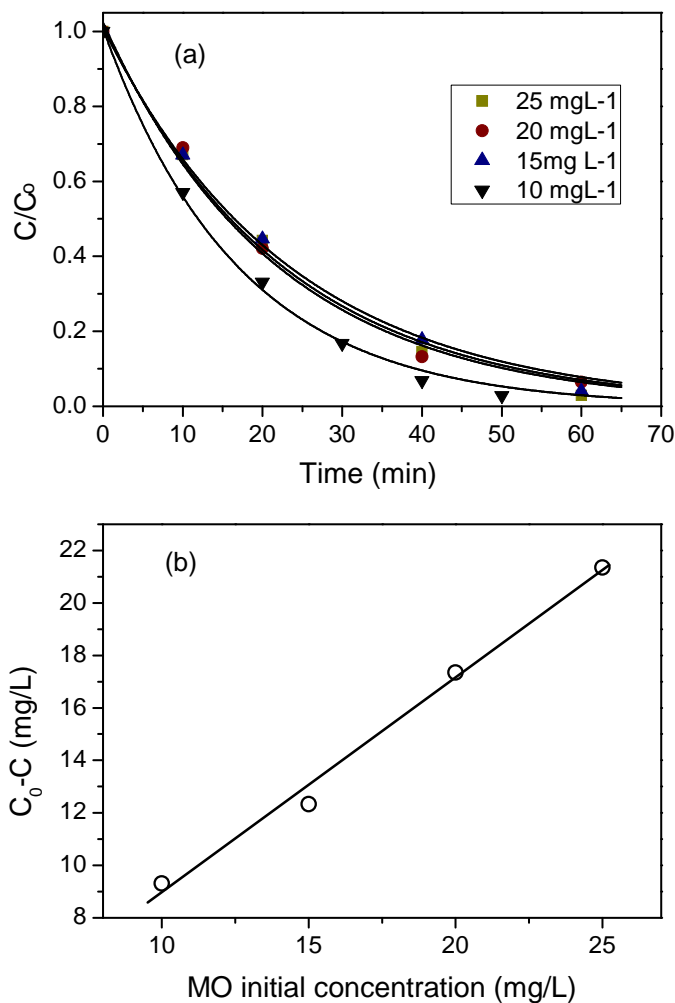 1.0
0.8
0.6
0.4
0.2
0.0
C/Co
(a)
25 mgL-1
20 mgL-1
15mg L-1
10 mgL-1
0 10 20 30 40 50 60 70
Time (min)
22
20
18
16
14
12
10
8
C₀-C (mg/L)
(b)
10 15 20 25
MO initial concentration (mg/L)